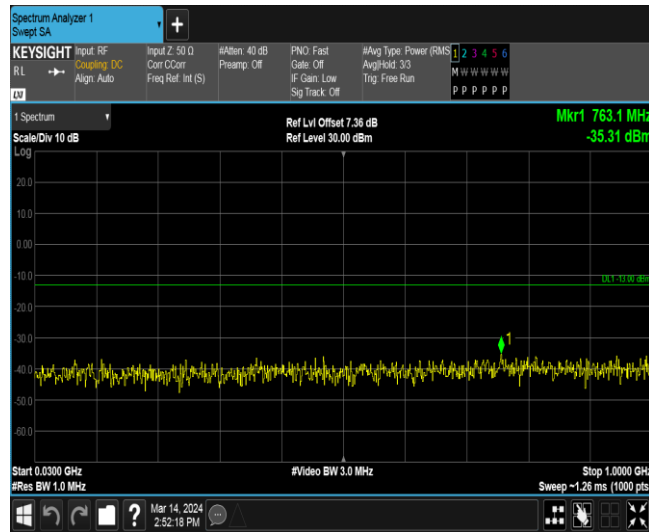 Spectrum Analyzer 1
Swept SA
+
KEYSIGHT
RL
LXI
Input: RF
Coupling: DC
Align: Auto
Input Z: 50 Ω
Corr CCorr
Freq Ref: Int (S)
#Atten: 40 dB
Preamp: Off
PNO: Fast
Gate: Off
IF Gain: Low
Sig Track: Off
#Avg Type: Power (RMS
Avg|Hold: 3/3
Trig: Free Run
1 2 3 4 5 6
M W W W W W
P P P P P P
1 Spectrum
Scale/Div 10 dB
Log
Ref Lvl Offset 7.36 dB
Ref Level 30.00 dBm
Mkr1 763.1 MHz
-35.31 dBm
20.0
10.0
0.00
-10.0
DL1 -13.00 dBm
-20.0
-30.0
1
-40.0
-50.0
-60.0
Start 0.0300 GHz
#Res BW 1.0 MHz
#Video BW 3.0 MHz
Stop 1.0000 GHz
Sweep ~1.26 ms (1000 pts
?
Mar 14, 2024
2:52:18 PM